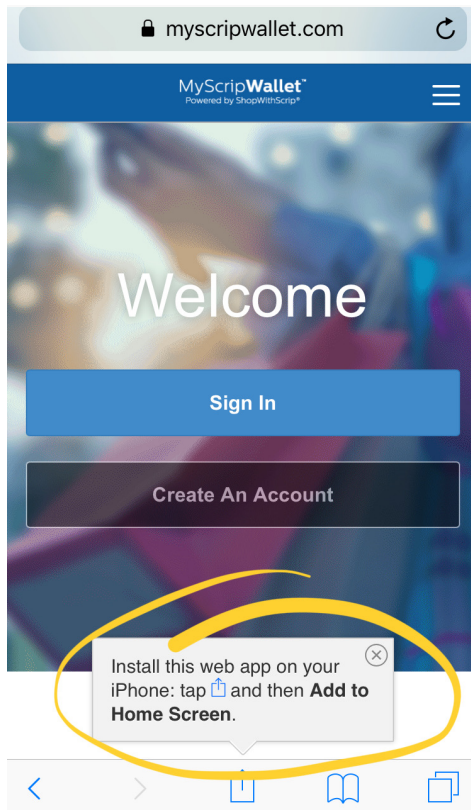 myscripwallet.com
MyScripWallet™
Powered by ShopWithScrip®
Welcome
Sign In
Create An Account
Install this web app on your
iPhone: tap and then Add to
Home Screen.